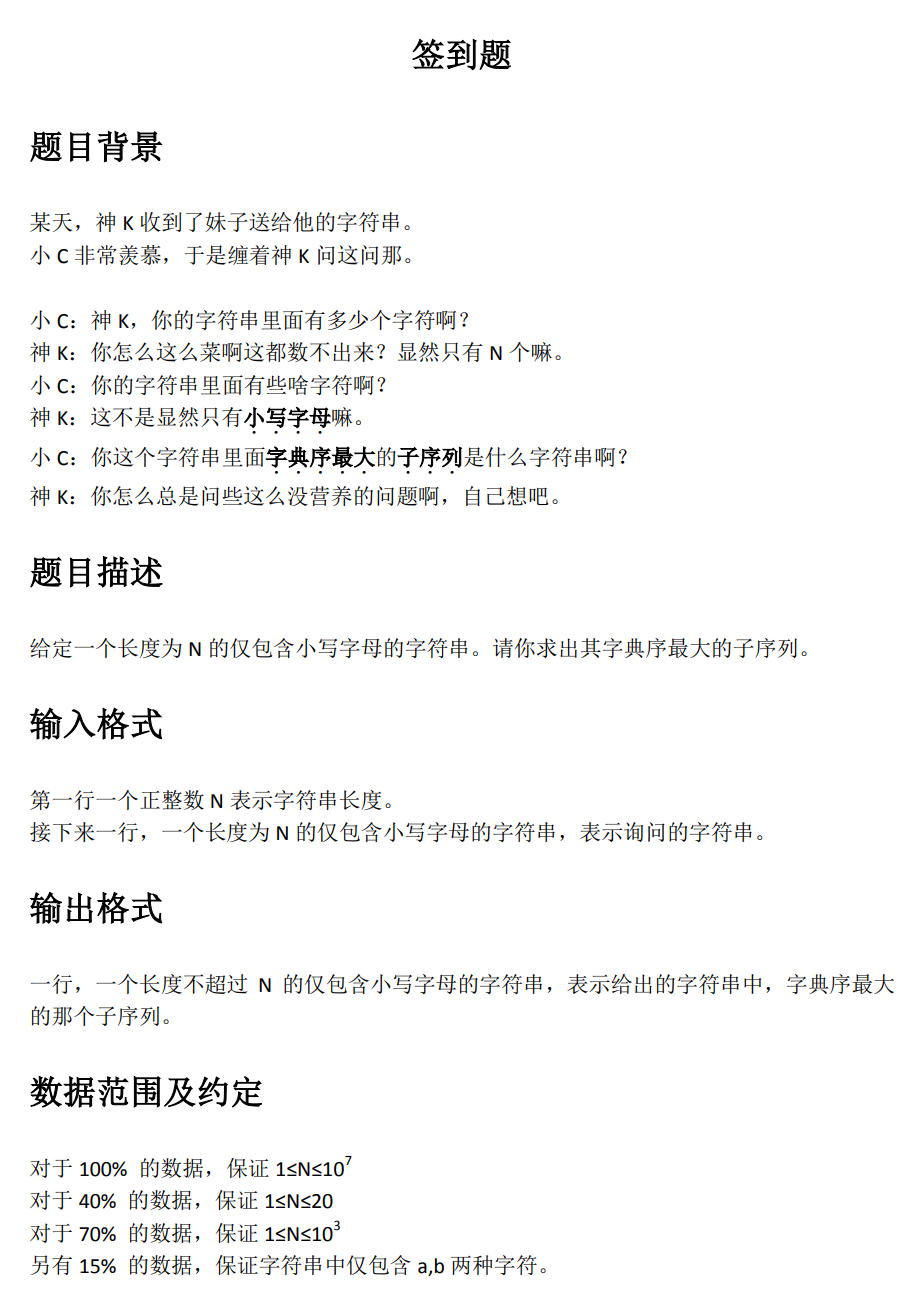 签到题
题目背景
某天，神 K 收到了妹子送给他的字符串。
小 C 非常羡慕，于是缠着神 K 问这问那。
小 C：神 K，你的字符串里面有多少个字符啊？
神 K：你怎么这么菜啊这都数不出来？显然只有 N 个嘛。
小 C：你的字符串里面有些啥字符啊？
神 K：这不是显然只有小写字母嘛。
小 C：你这个字符串里面字典序最大的子序列是什么字符串啊？
神 K：你怎么总是问些这么没营养的问题啊，自己想吧。
题目描述
给定一个长度为 N 的仅包含小写字母的字符串。请你求出其字典序最大的子序列。
输入格式
第一行一个正整数 N 表示字符串长度。
接下来一行，一个长度为 N 的仅包含小写字母的字符串，表示询问的字符串。
输出格式
一行，一个长度不超过 N 的仅包含小写字母的字符串，表示给出的字符串中，字典序最大
的那个子序列。
数据范围及约定
对于 100% 的数据，保证 1≤N≤10⁷
对于 40% 的数据，保证 1≤N≤20
对于 70% 的数据，保证 1≤N≤10³
另有 15% 的数据，保证字符串中仅包含 a,b 两种字符。